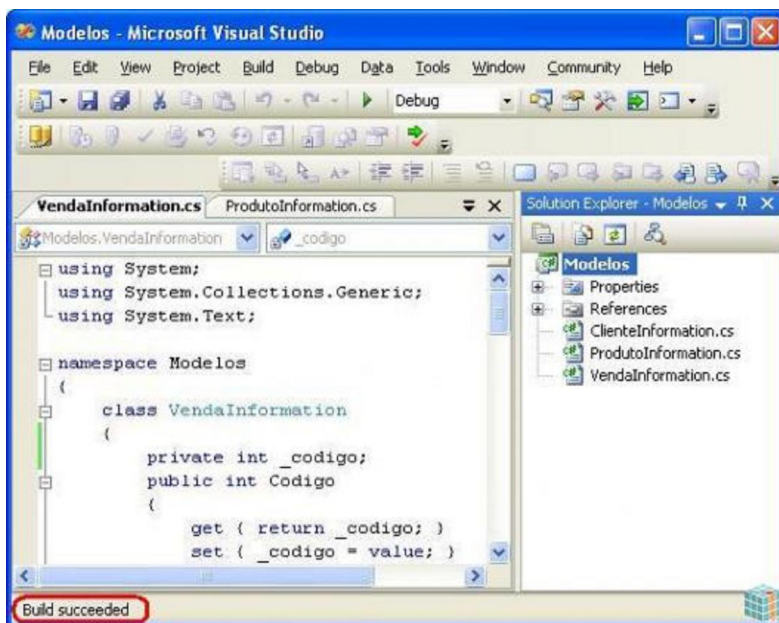 Modelos - Microsoft Visual Studio
File Edit View Project Build Debug Data Tools Window Community Help
Debug
VendaInformation.cs ProdutoInformation.cs
Solution Explorer - Modelos
Modelos.VendaInformation _codigo
Modelos
Properties
References
ClienteInformation.cs
ProdutoInformation.cs
VendaInformation.cs
using System;
using System.Collections.Generic;
using System.Text;
namespace Modelos
{
class VendaInformation
{
private int _codigo;
public int Codigo
{
get { return _codigo; }
set { _codigo = value; }
Build succeeded